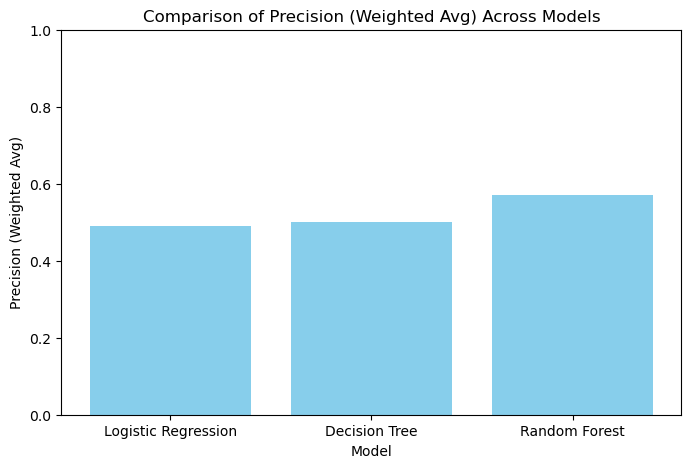 Comparison of Precision (Weighted Avg) Across Models
Precision (Weighted Avg)
1.0
0.8
0.6
0.4
0.2
0.0
Logistic Regression
Decision Tree
Random Forest
Model